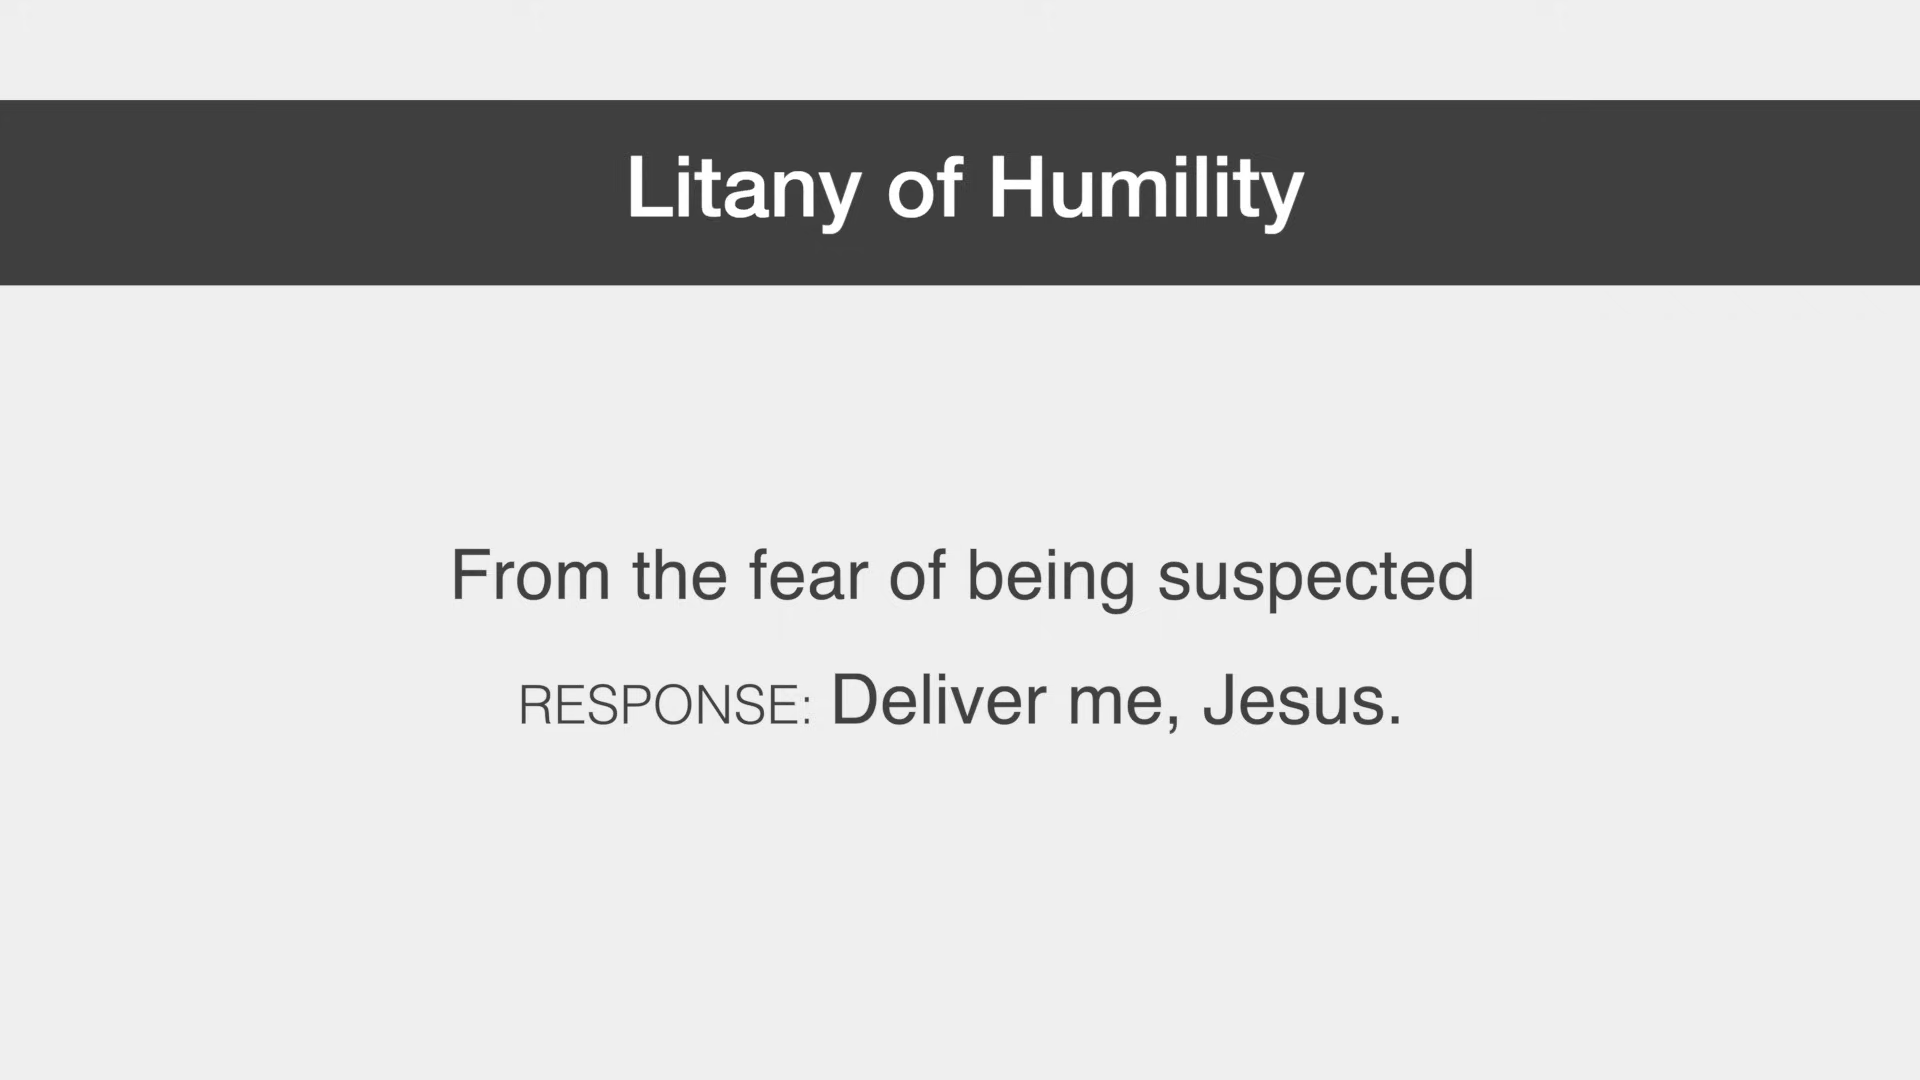 Litany of Humility
From the fear of being suspected
RESPONSE: Deliver me, Jesus.